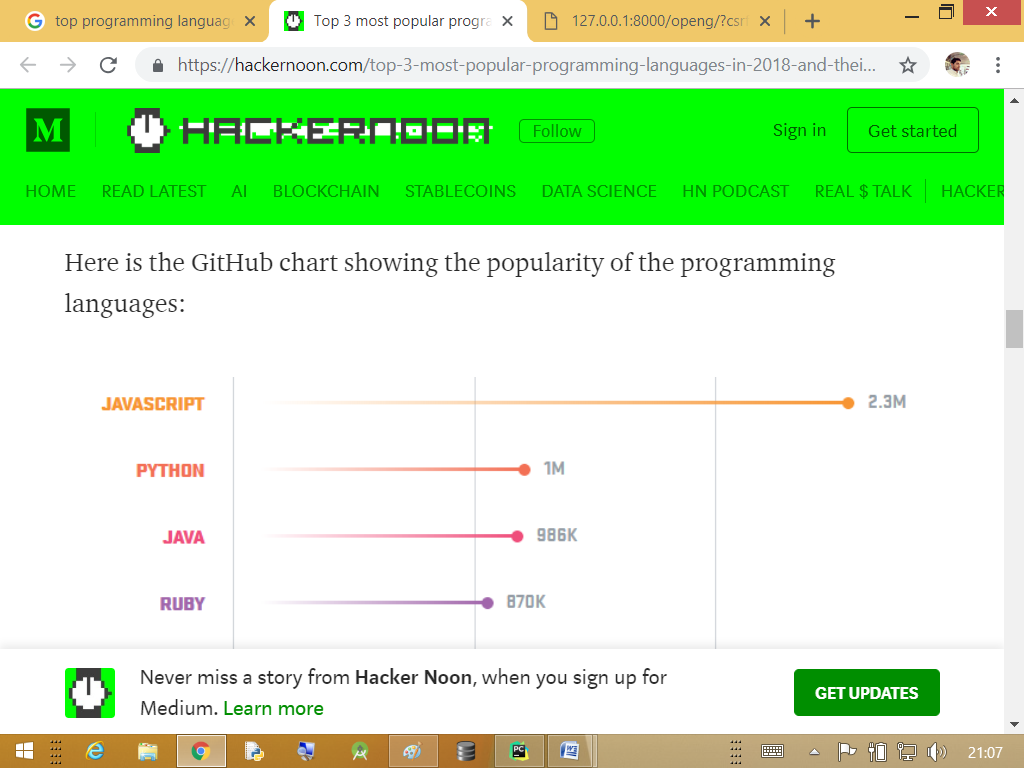 top programming languag
Top 3 most popular progra
127.0.0.1:8000/openg/?csr
https://hackernoon.com/top-3-most-popular-programming-languages-in-2018-and-thei...
M
HACKERNOON
Follow
Sign in
Get started
HOME READ LATEST AI BLOCKCHAIN STABLECOINS DATA SCIENCE HN PODCAST REAL $ TALK HACKER
Here is the GitHub chart showing the popularity of the programming
languages:
JAVASCRIPT 2.3M
PYTHON 1M
JAVA 986K
RUBY 870K
Never miss a story from Hacker Noon, when you sign up for
Medium. Learn more
GET UPDATES
21:07